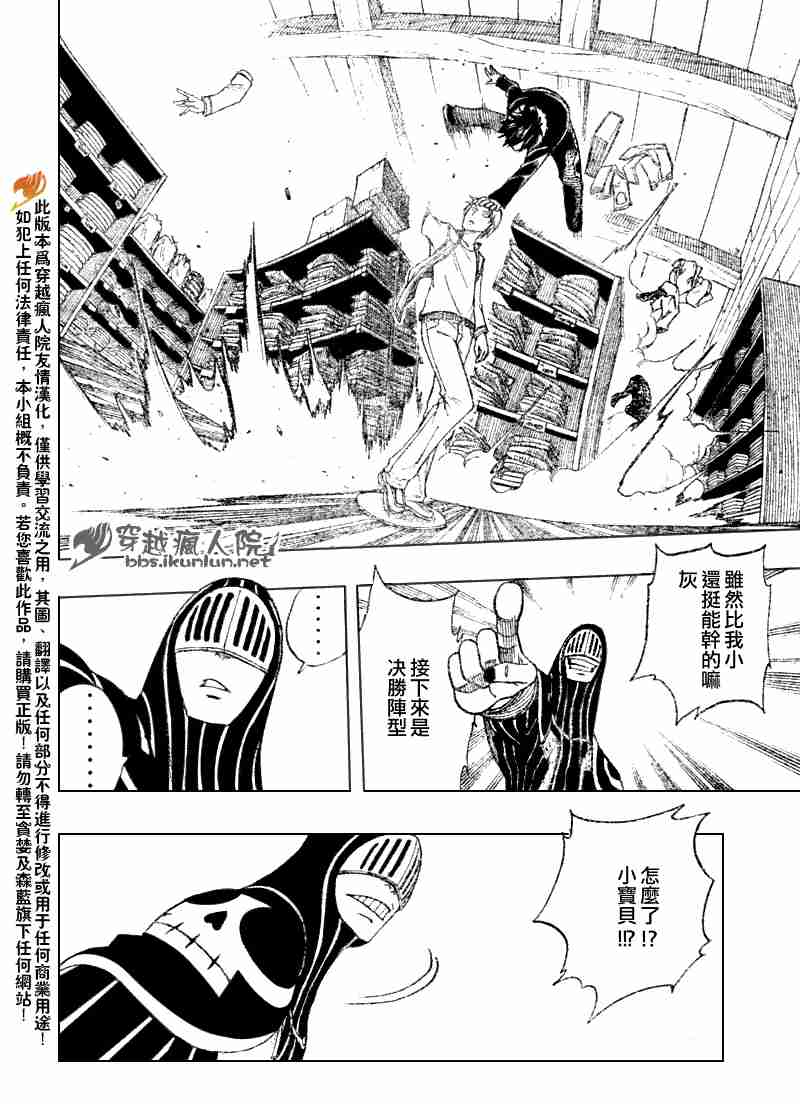 此版本爲穿越瘋人院友情漢化，僅供學習交流之用，其圖、翻譯以及任何部分不得進行修改或用于任何商業用途！
如犯上任何法律責任，本小組概不負責。若您喜歡此作品，請購買正版！請勿轉至貪婪及森藍旗下任何網站！
穿越瘋人院
bbs.ikunlun.net
雖然比我小
還挺能幹的嘛
灰
接下來是
決勝陣型
……
……
怎麼了!?
小寶貝
!!?